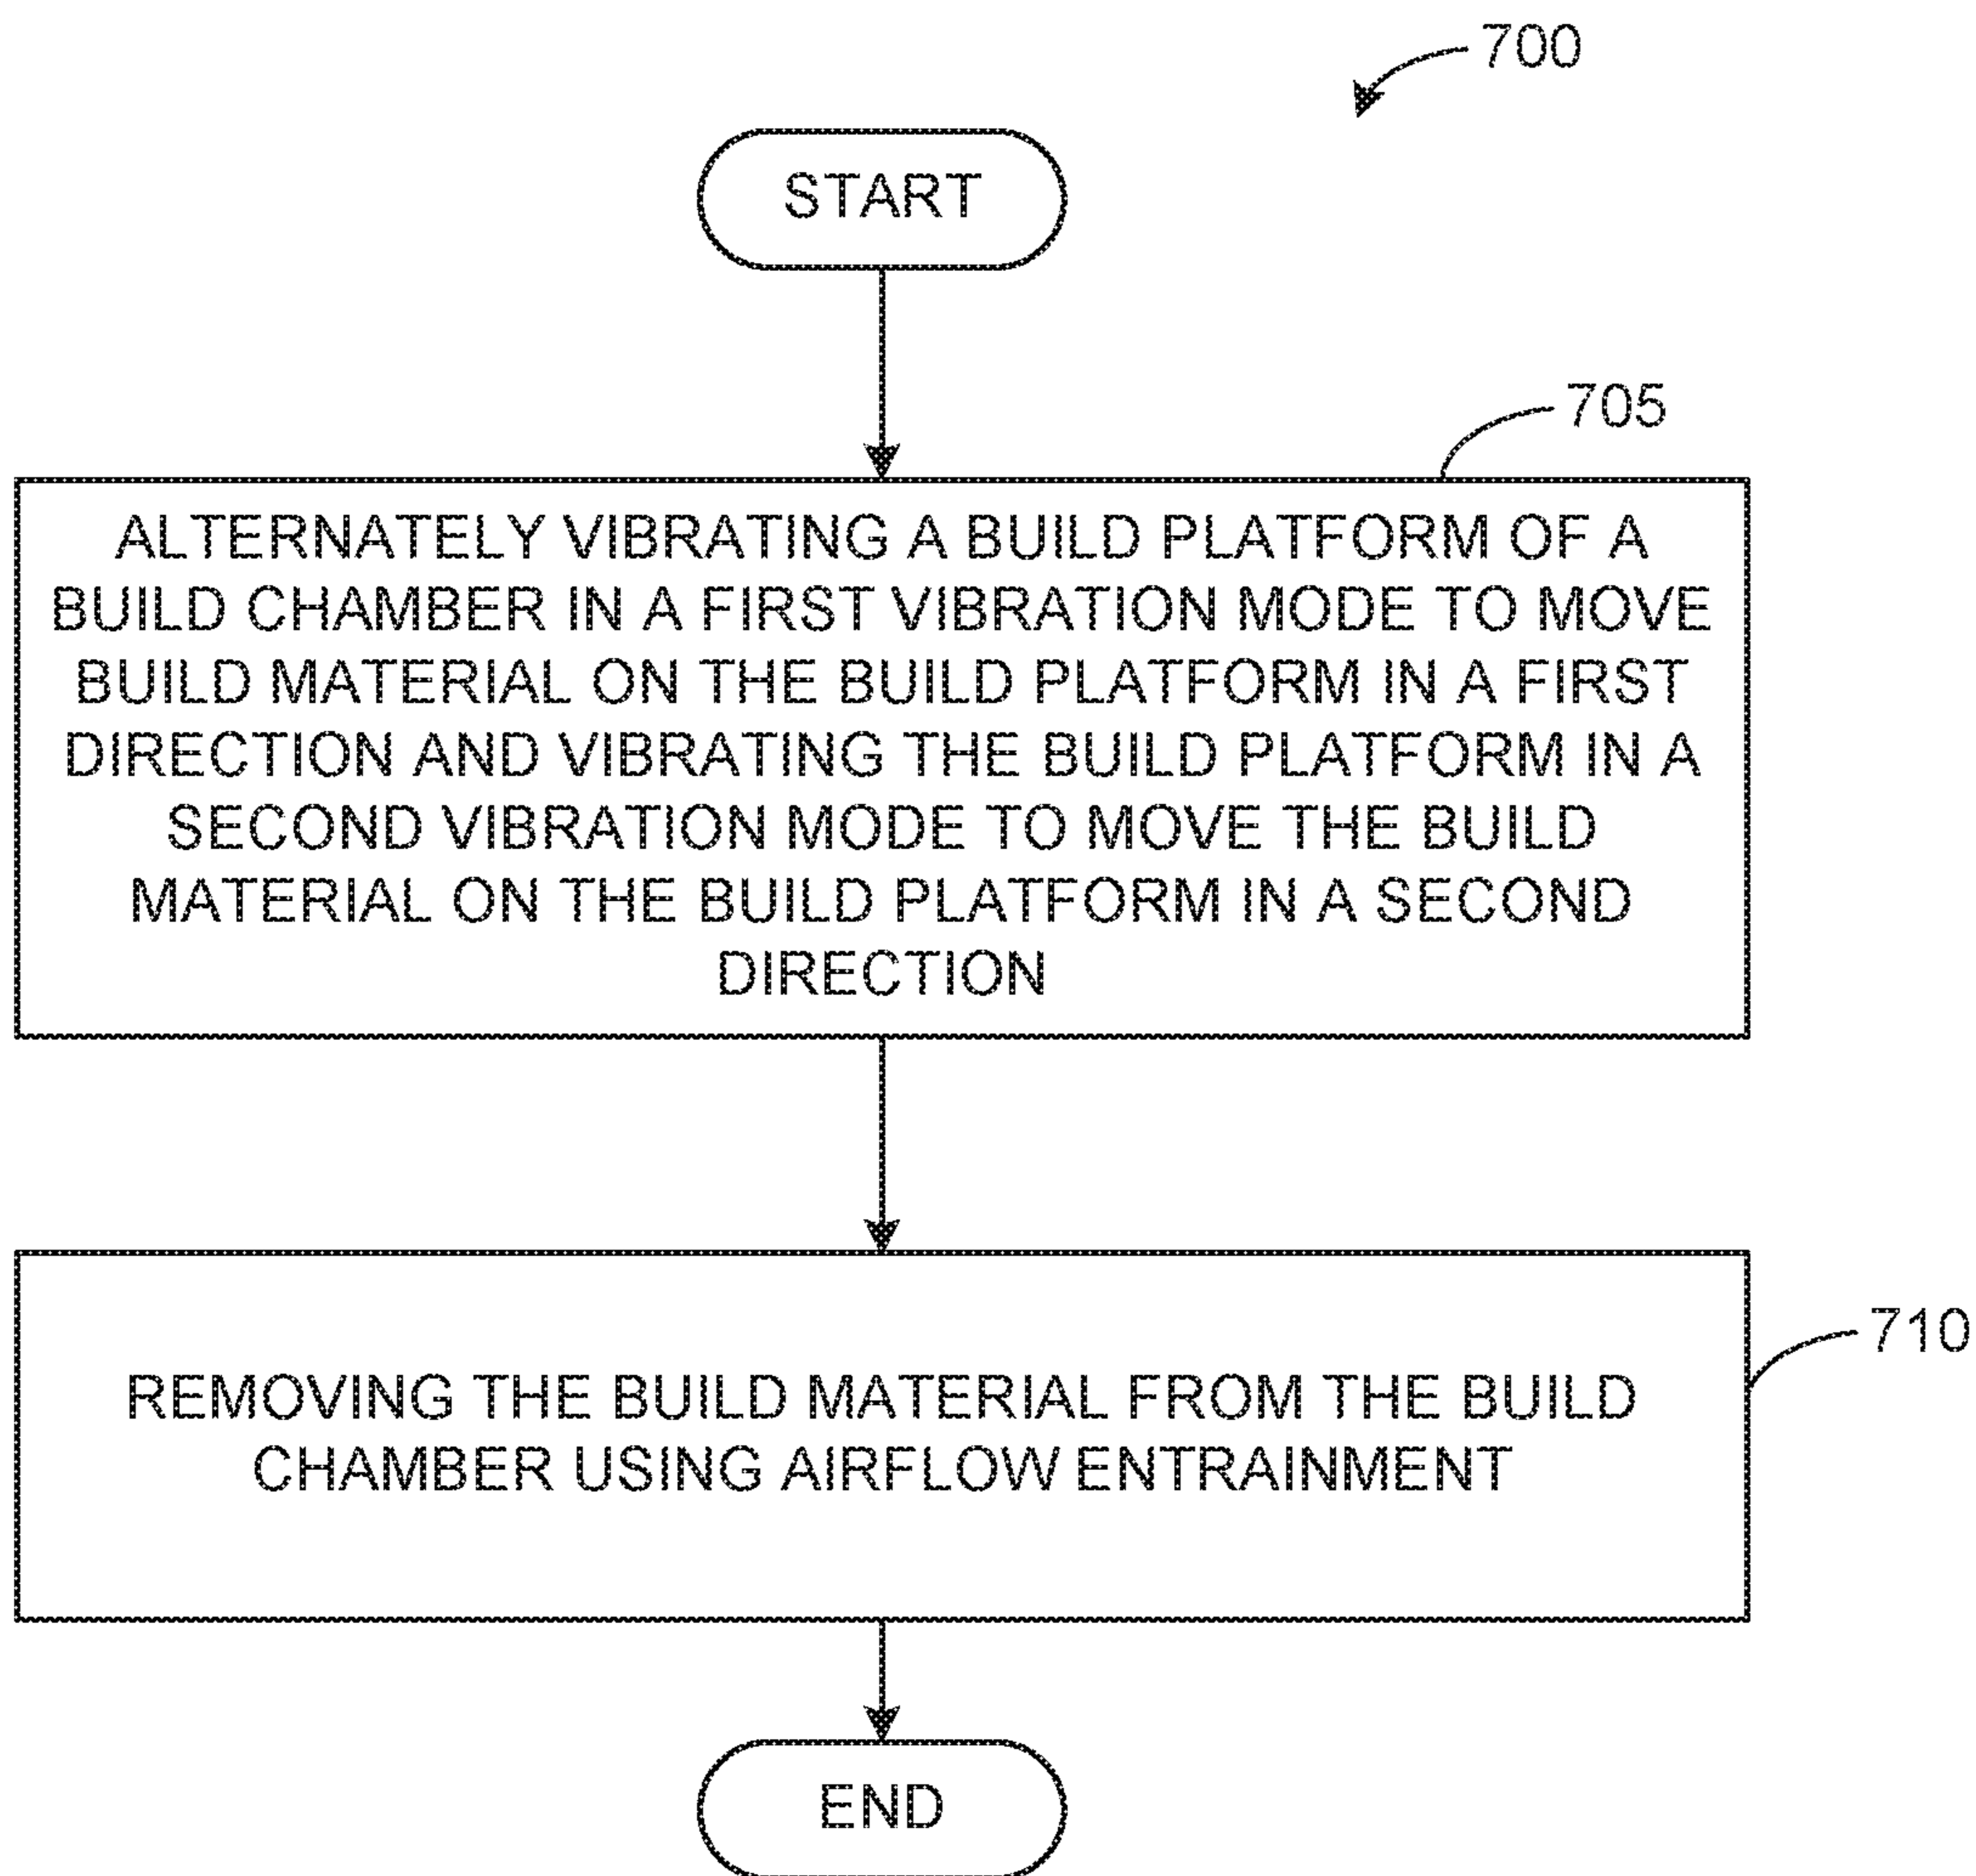 700
START
705
ALTERNATELY VIBRATING A BUILD PLATFORM OF A
BUILD CHAMBER IN A FIRST VIBRATION MODE TO MOVE
BUILD MATERIAL ON THE BUILD PLATFORM IN A FIRST
DIRECTION AND VIBRATING THE BUILD PLATFORM IN A
SECOND VIBRATION MODE TO MOVE THE BUILD
MATERIAL ON THE BUILD PLATFORM IN A SECOND
DIRECTION
710
REMOVING THE BUILD MATERIAL FROM THE BUILD
CHAMBER USING AIRFLOW ENTRAINMENT
END